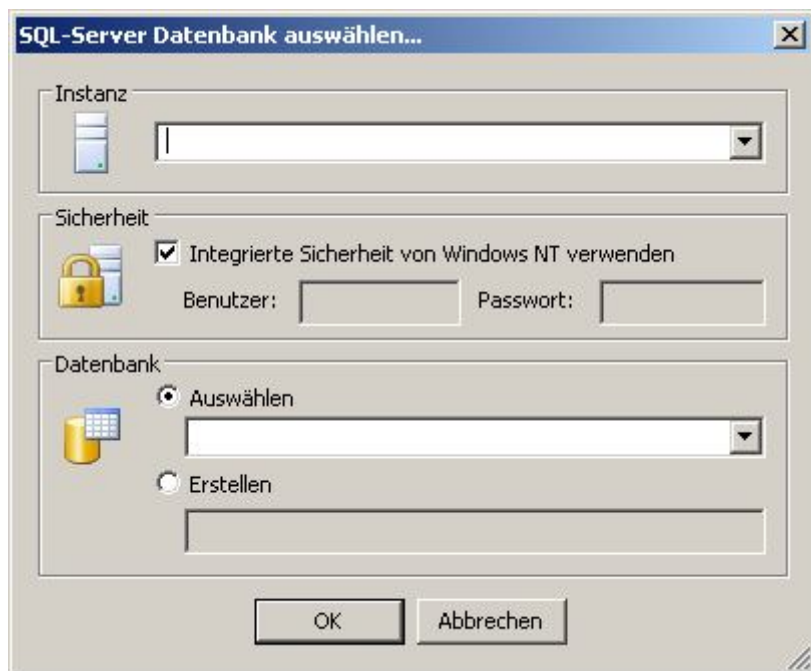 SQL-Server Datenbank auswählen...
Instanz
Sicherheit
Integrierte Sicherheit von Windows NT verwenden
Benutzer: Passwort:
Datenbank
Auswählen
Erstellen
OK Abbrechen